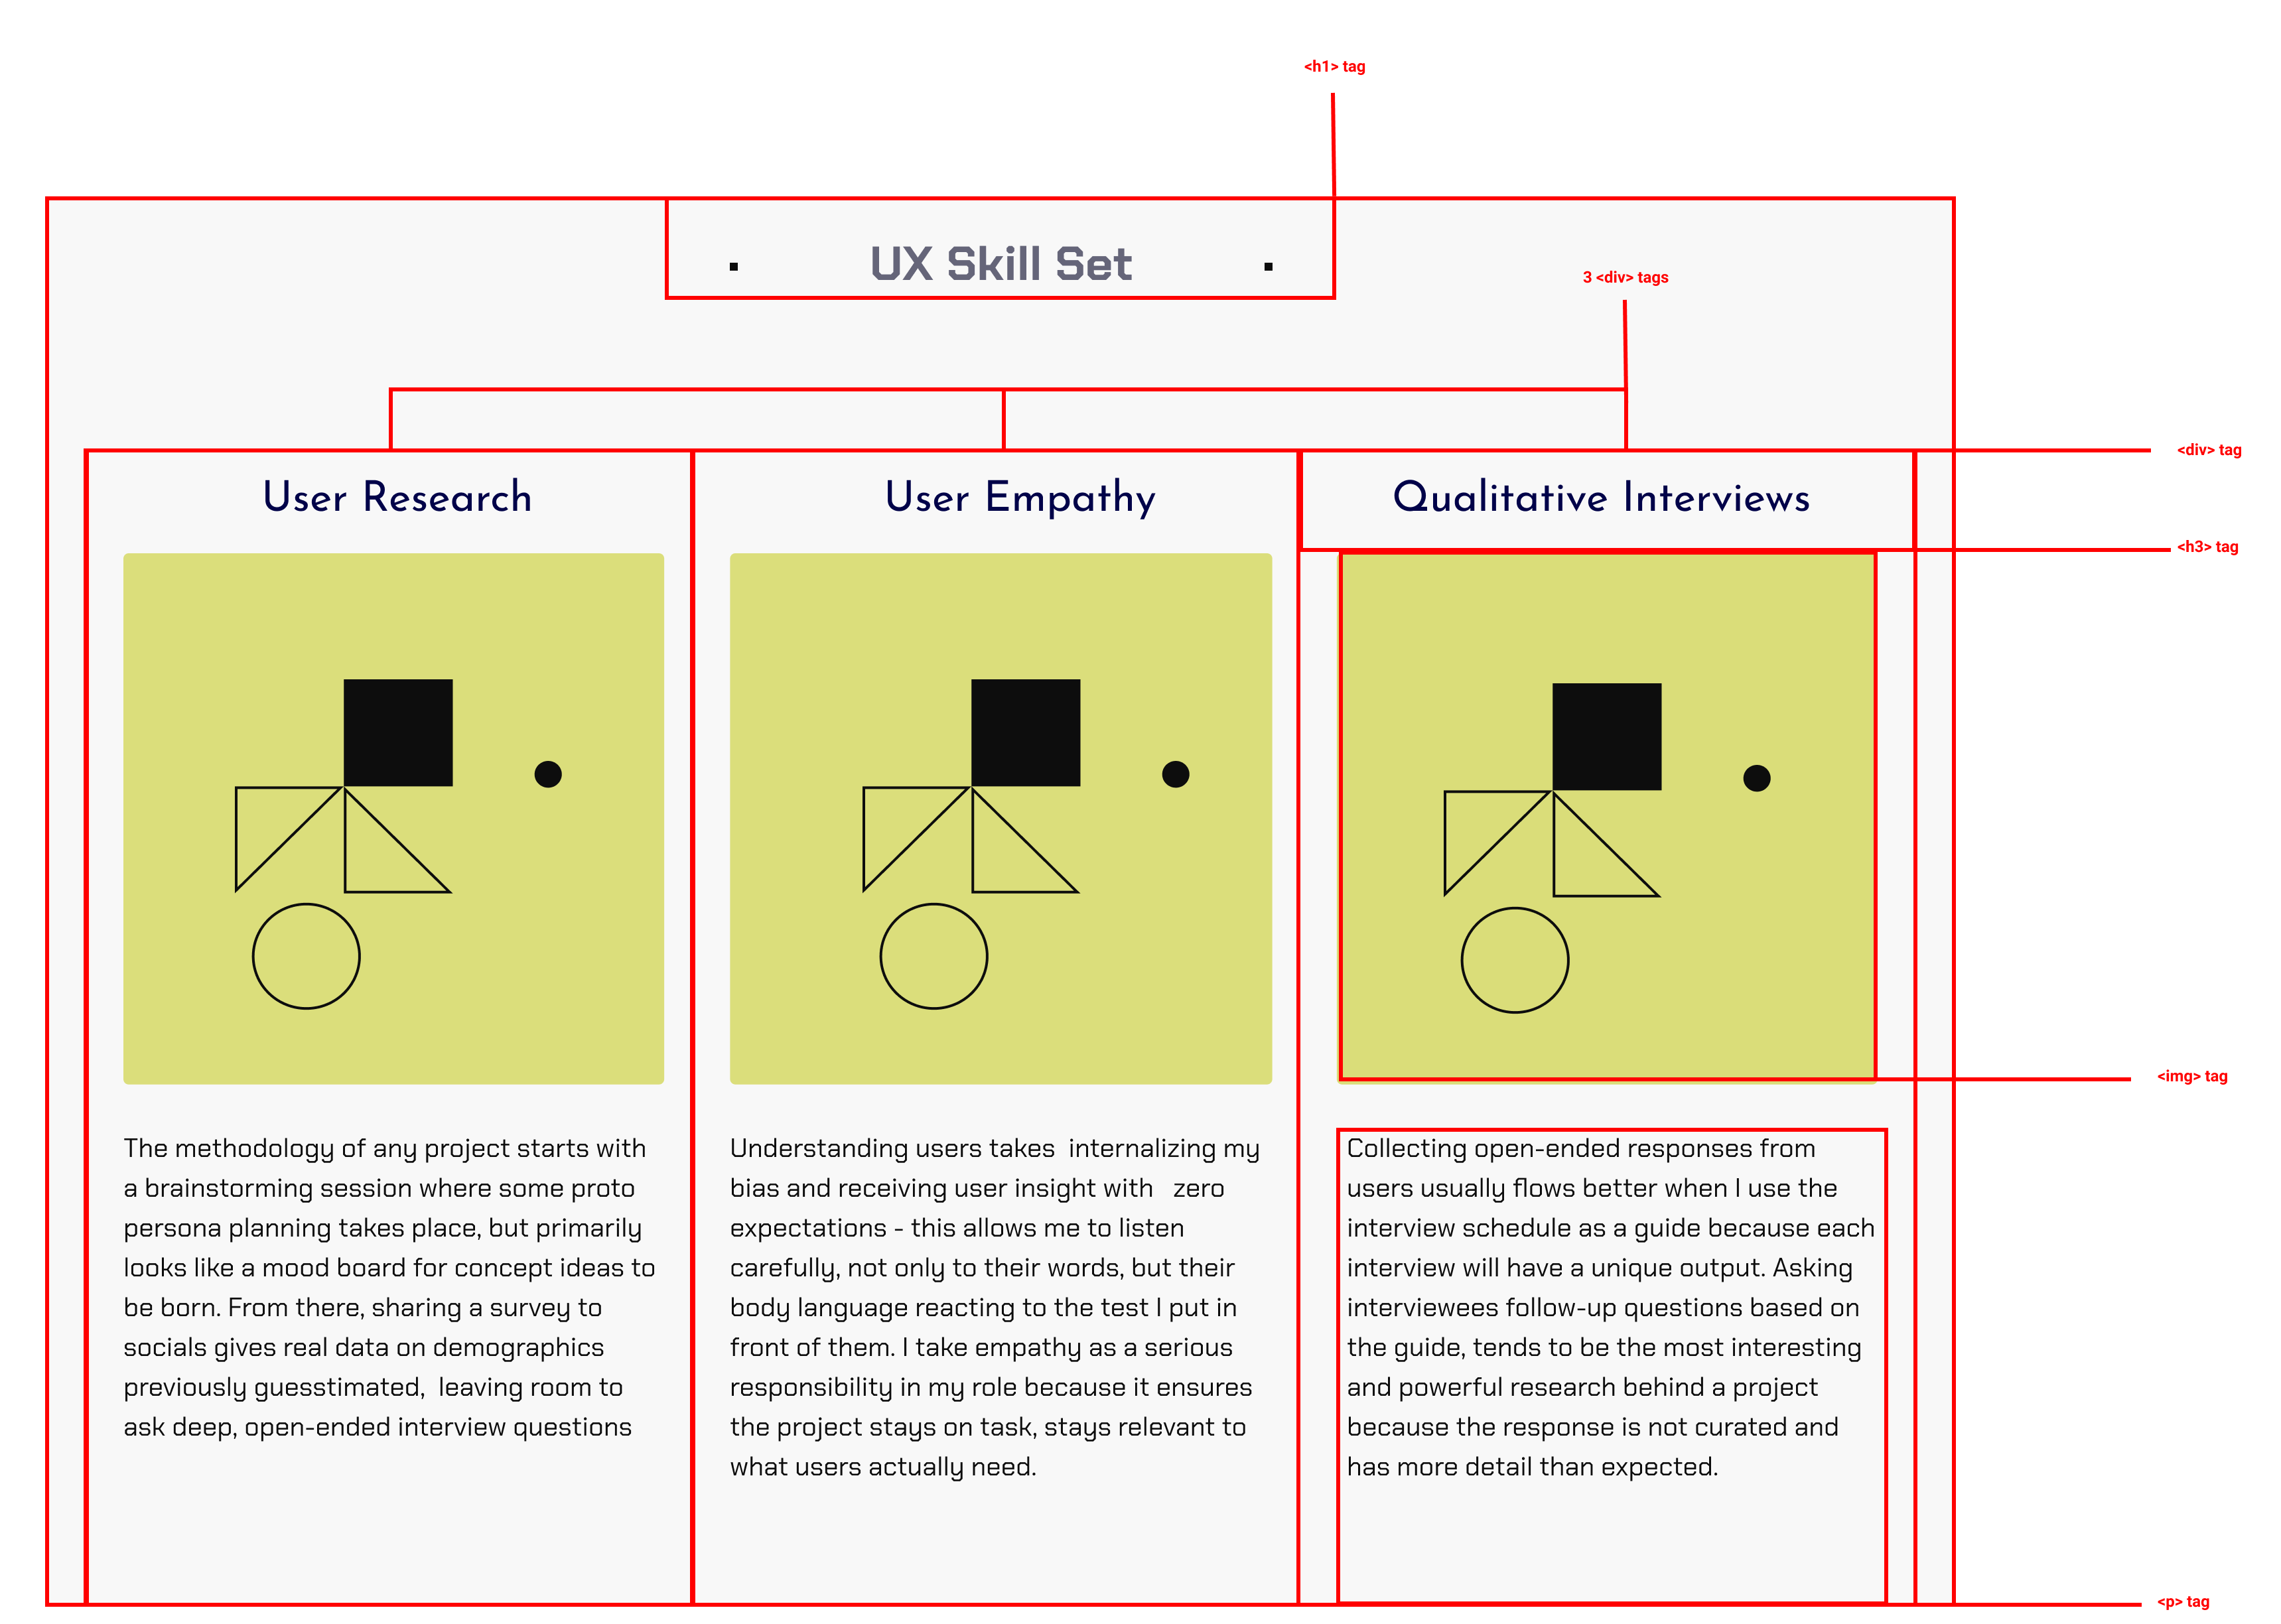 <h1> tag
UX Skill Set
3 <div> tags
<div> tag
User Research
User Empathy
Qualitative Interviews
<h3> tag
<img> tag
The methodology of any project starts with
a brainstorming session where some proto
persona planning takes place, but primarily
looks like a mood board for concept ideas to
be born. From there, sharing a survey to
socials gives real data on demographics
previously guesstimated,  leaving room to
ask deep, open-ended interview questions
Understanding users takes  internalizing my
bias and receiving user insight with   zero
expectations - this allows me to listen
carefully, not only to their words, but their
body language reacting to the test I put in
front of them. I take empathy as a serious
responsibility in my role because it ensures
the project stays on task, stays relevant to
what users actually need.
Collecting open-ended responses from
users usually flows better when I use the
interview schedule as a guide because each
interview will have a unique output. Asking
interviewees follow-up questions based on
the guide, tends to be the most interesting
and powerful research behind a project
because the response is not curated and
has more detail than expected.
<p> tag